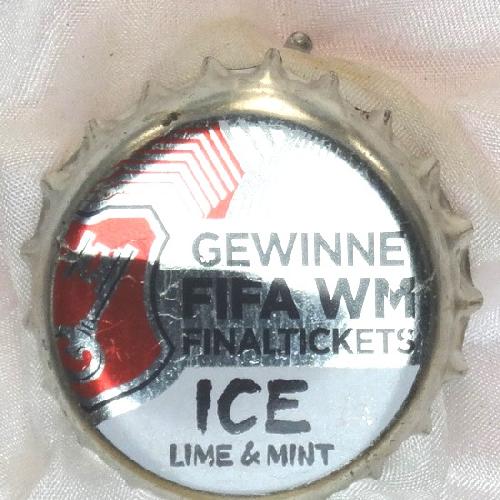 GEWINNE
FIFA WM
FINALTICKETS
ICE
LIME & MINT